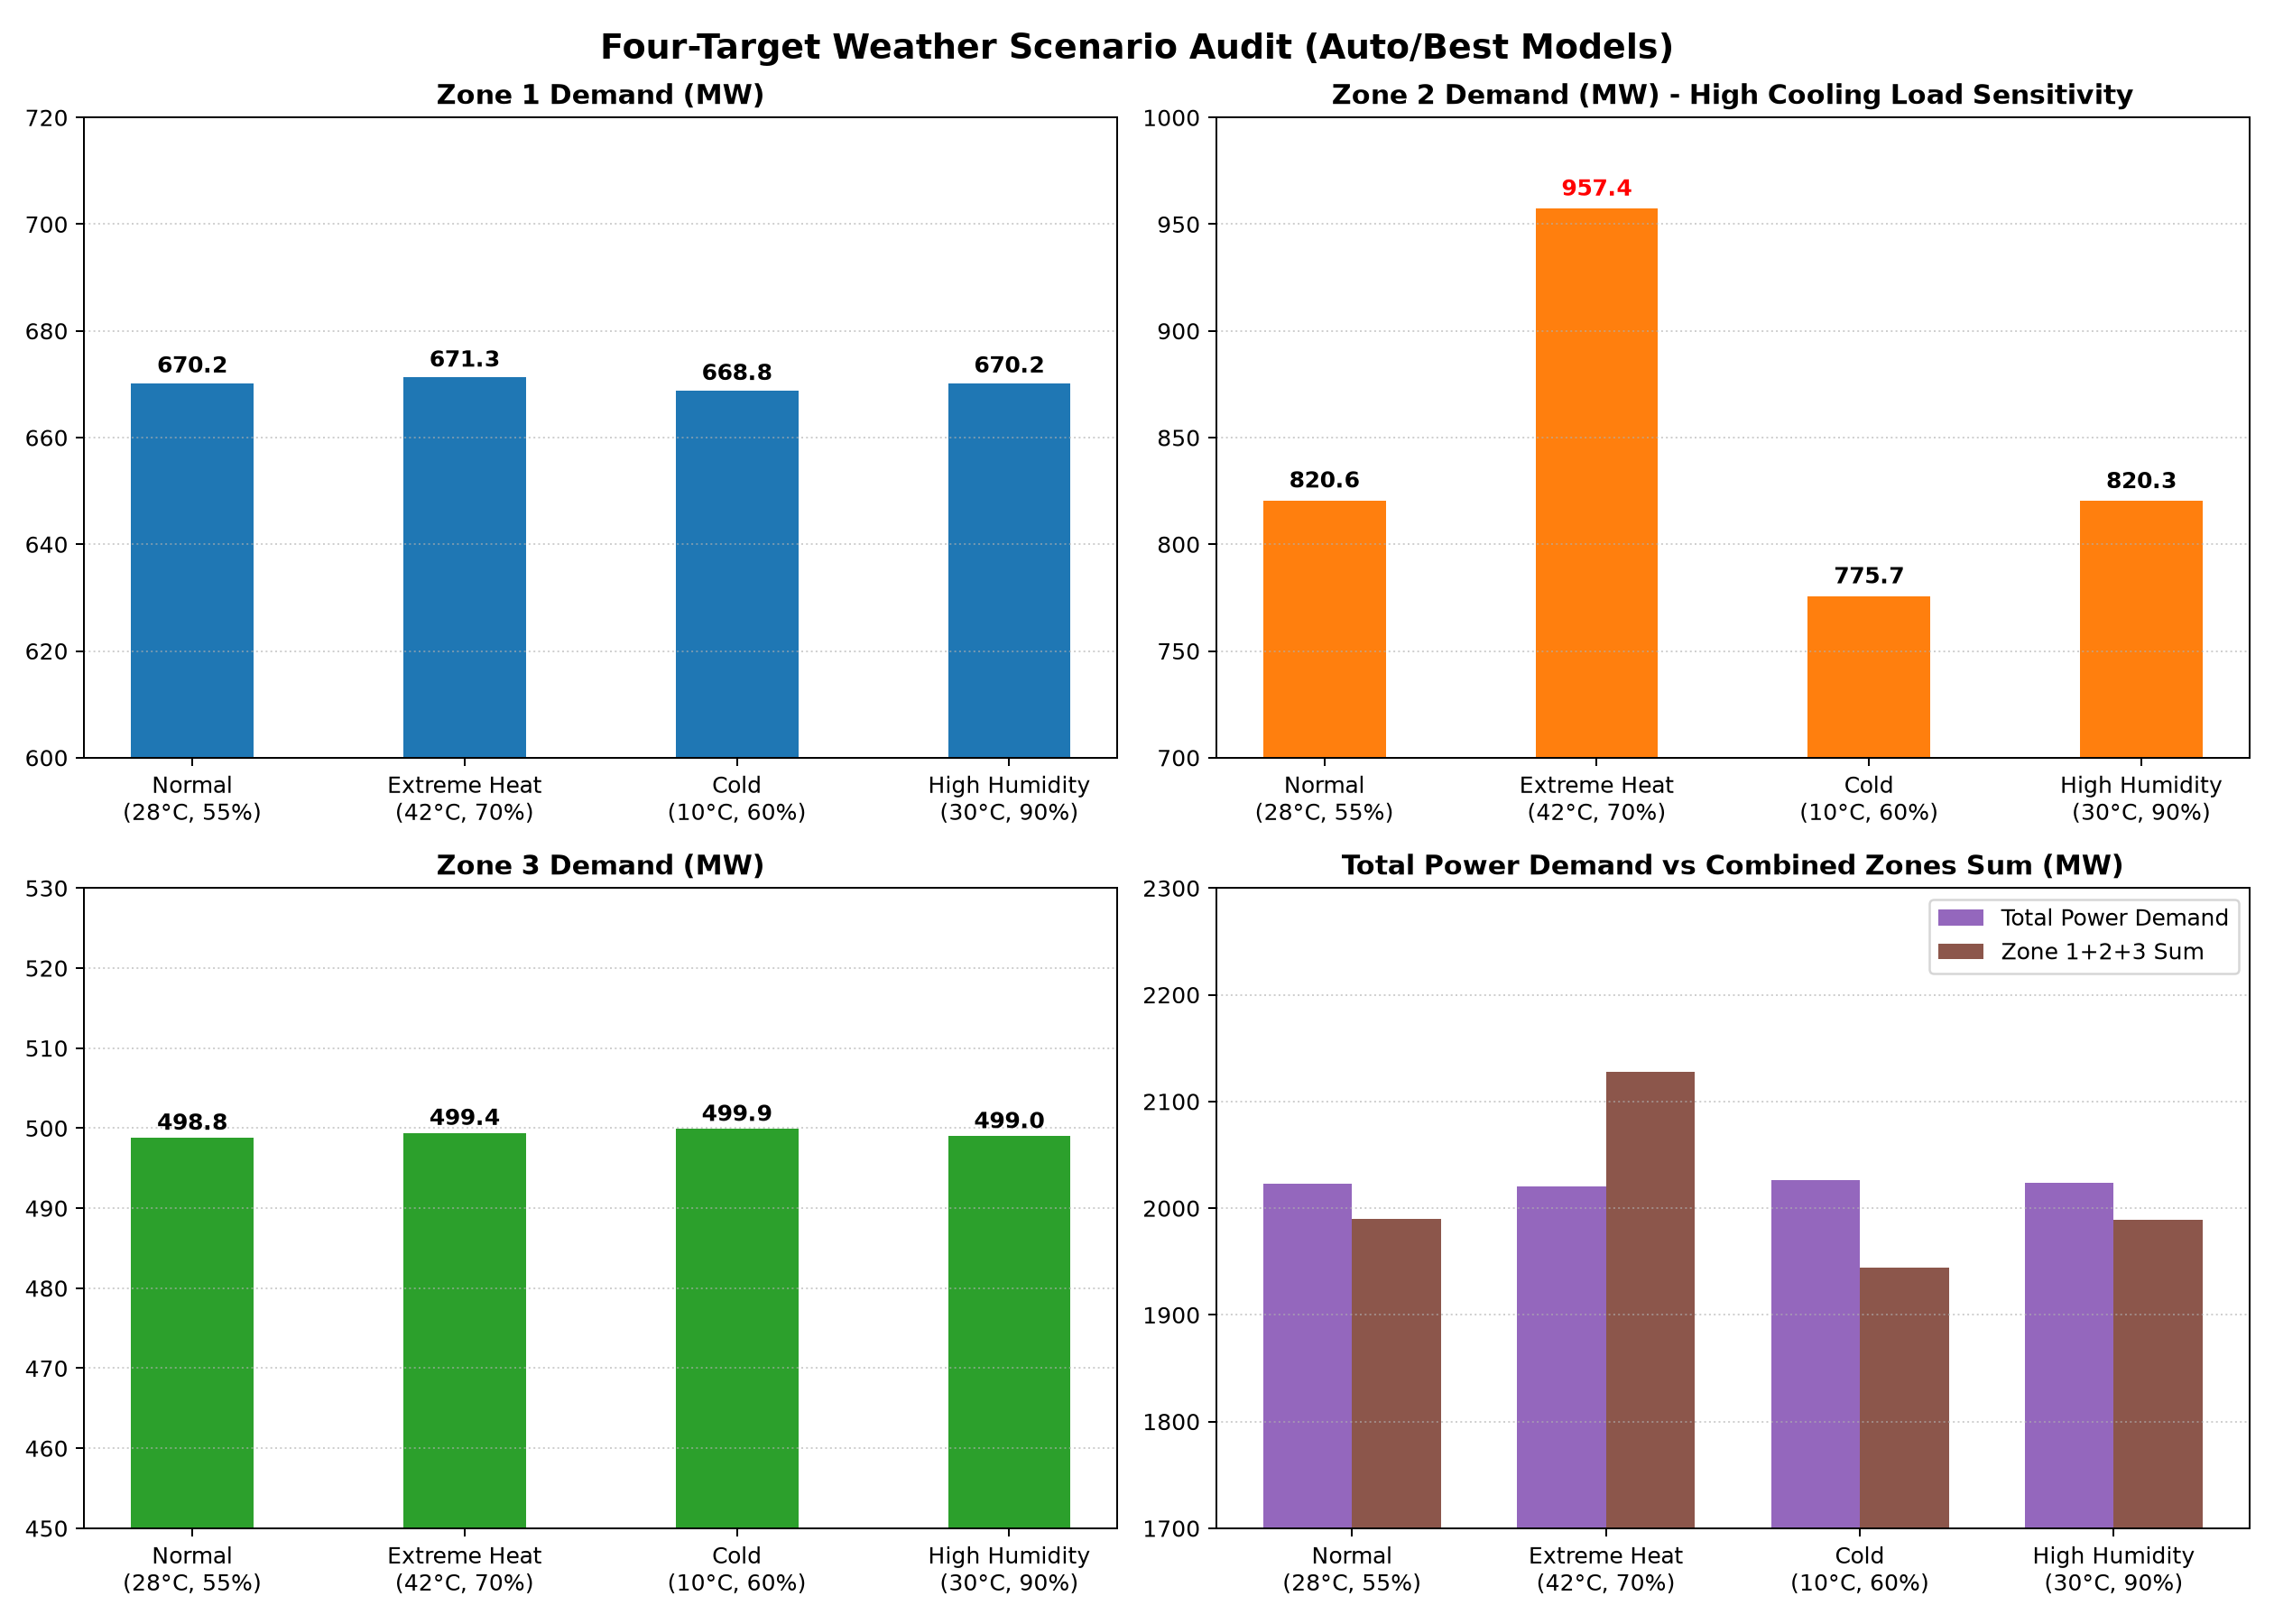 Four-Target Weather Scenario Audit (Auto/Best Models)
Zone 1 Demand (MW)
720
700
680
660
640
620
600
670.2
671.3
668.8
670.2
Normal
(28°C, 55%)
Extreme Heat
(42°C, 70%)
Cold
(10°C, 60%)
High Humidity
(30°C, 90%)
Zone 2 Demand (MW) - High Cooling Load Sensitivity
1000
950
900
850
800
750
700
820.6
957.4
775.7
820.3
Normal
(28°C, 55%)
Extreme Heat
(42°C, 70%)
Cold
(10°C, 60%)
High Humidity
(30°C, 90%)
Zone 3 Demand (MW)
530
520
510
500
490
480
470
460
450
498.8
499.4
499.9
499.0
Normal
(28°C, 55%)
Extreme Heat
(42°C, 70%)
Cold
(10°C, 60%)
High Humidity
(30°C, 90%)
Total Power Demand vs Combined Zones Sum (MW)
2300
2200
2100
2000
1900
1800
1700
Total Power Demand
Zone 1+2+3 Sum
Normal
(28°C, 55%)
Extreme Heat
(42°C, 70%)
Cold
(10°C, 60%)
High Humidity
(30°C, 90%)